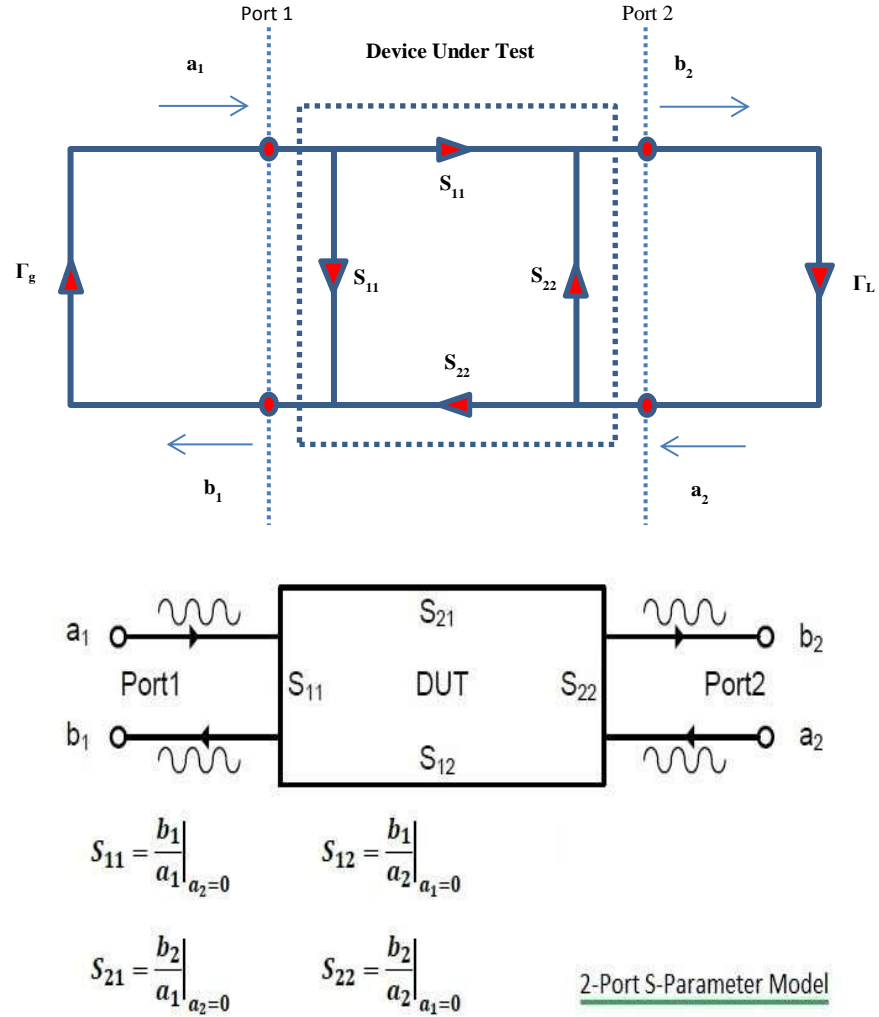 Port 1
Port 2
Device Under Test
a₁
b₂
S₁₁
Γg
S₁₁
S₂₂
ΓL
S₂₂
b₁
a₂
a₁
S₂₁
b₂
Port1
S₁₁
DUT
S₂₂
Port2
b₁
S₁₂
a₂
S₁₁ = b₁/a₁|a₂=0
S₁₂ = b₁/a₂|a₁=0
S₂₁ = b₂/a₁|a₂=0
S₂₂ = b₂/a₂|a₁=0
2-Port S-Parameter Model